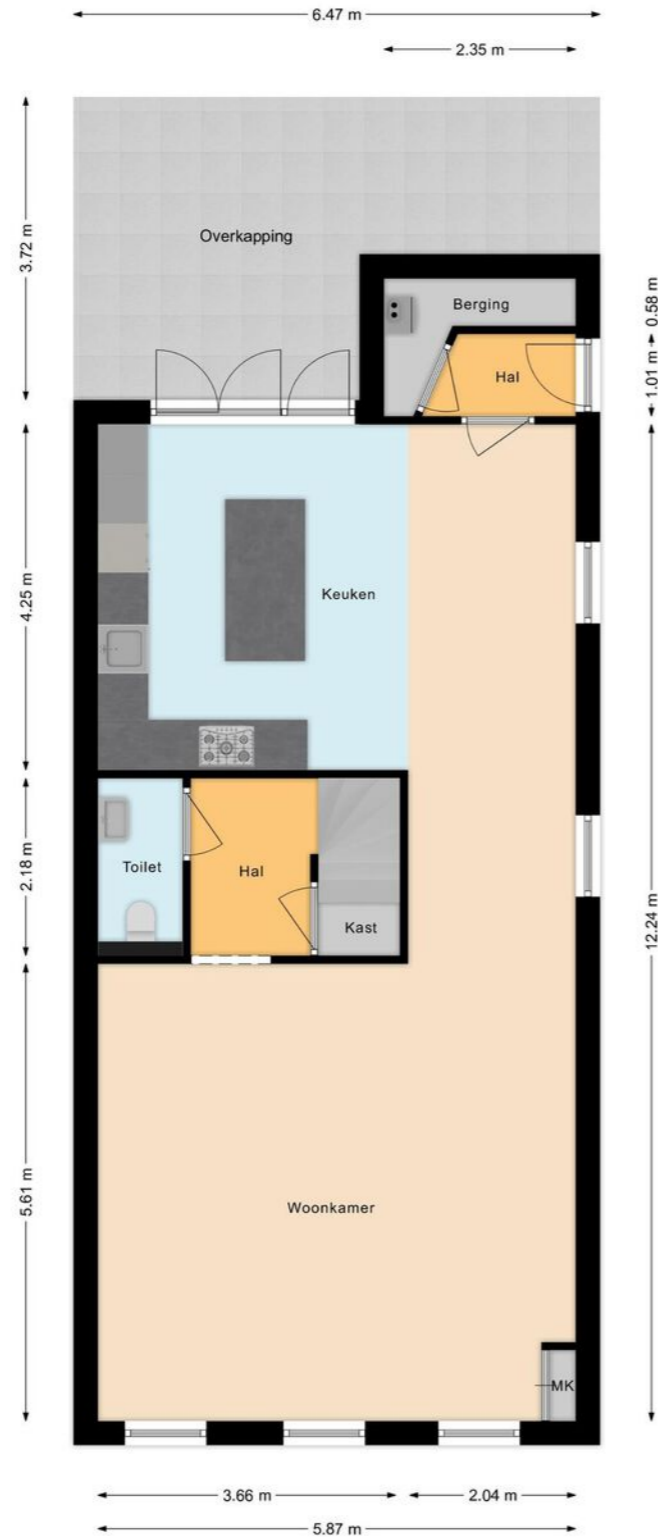 6.47 m
2.35 m
3.72 m
Overkapping
0.58 m
Berging
1.01 m
Hal
4.25 m
Keuken
2.18 m
Toilet
Hal
Kast
12.24 m
5.61 m
Woonkamer
MK
3.66 m
2.04 m
5.87 m